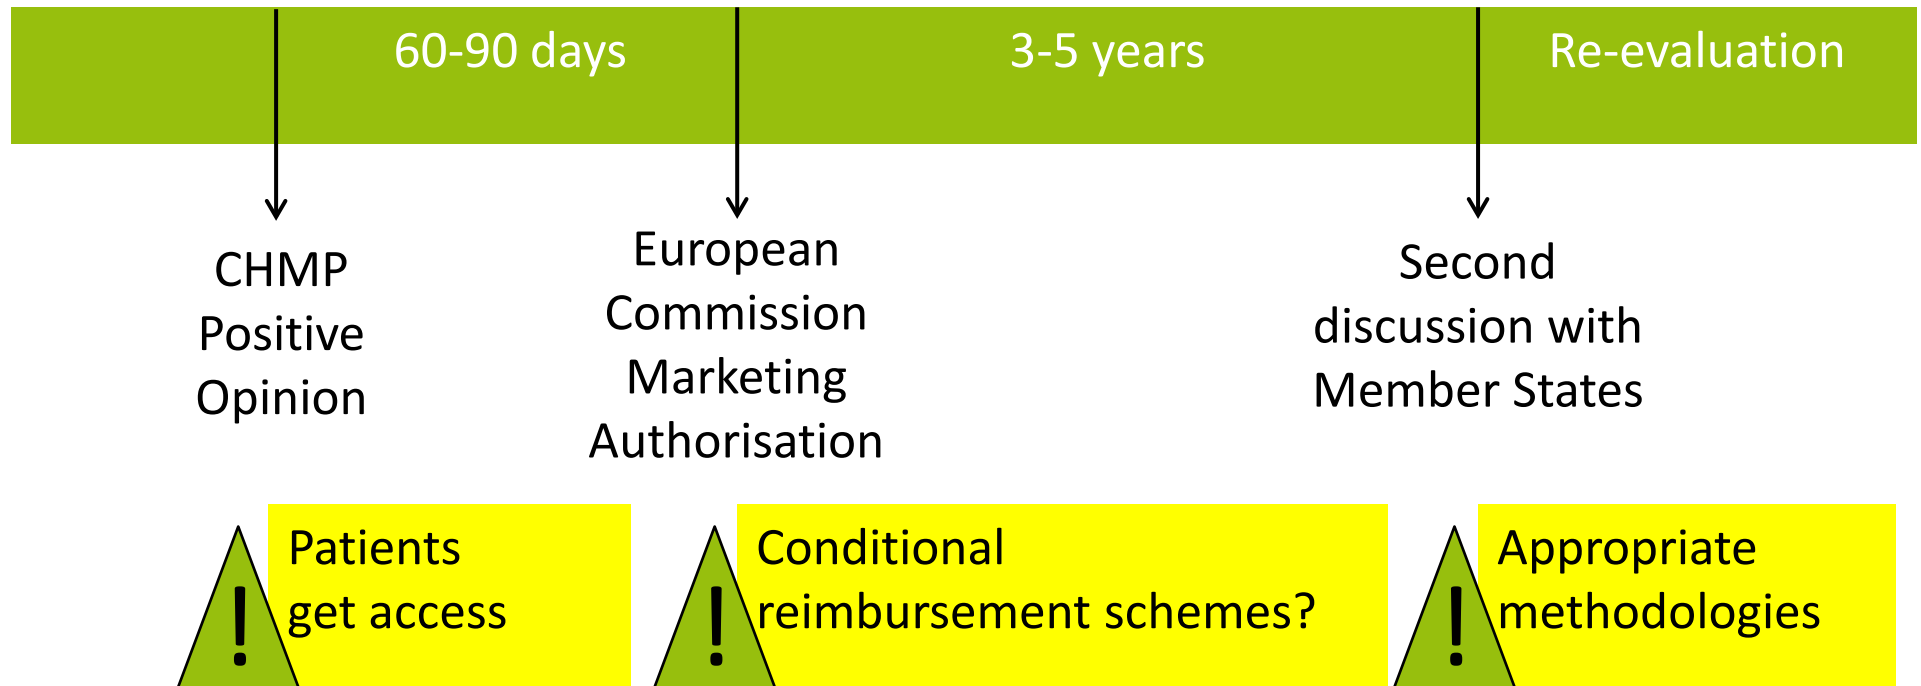 60-90 days
3-5 years
Re-evaluation
CHMP
Positive
Opinion
European
Commission
Marketing
Authorisation
Second
discussion with
Member States
!
Patients
get access
!
Conditional
reimbursement schemes?
!
Appropriate
methodologies